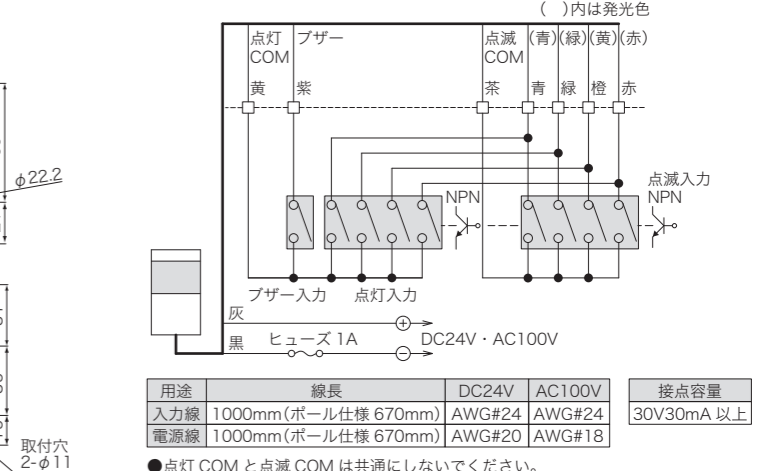 (　)内は発光色
点灯 ブザー 点滅 (青)(緑)(黄)(赤)
COM COM
黄 紫 茶 青 緑 橙 赤
φ22.2
点滅入力
NPN NPN
ブザー入力 点灯入力
灰
黒 ヒューズ 1A DC24V・AC100V
用途 線長 DC24V AC100V 接点容量
入力線 1000mm(ポール仕様 670mm) AWG#24 AWG#24 30V30mA 以上
電源線 1000mm(ポール仕様 670mm) AWG#20 AWG#18
取付穴
2-φ11
●点灯 COM と点滅 COM は共通にしないでください。